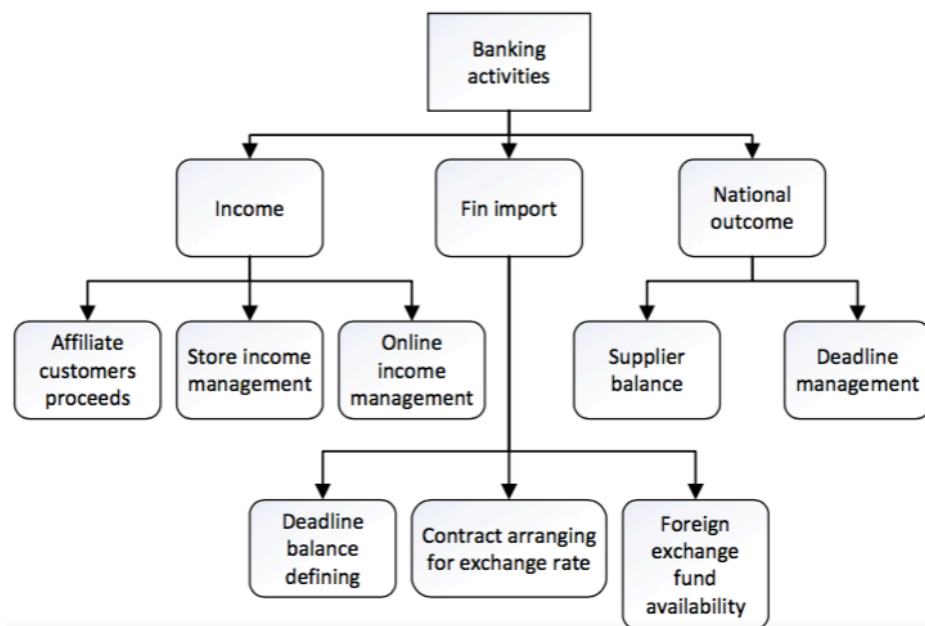 Banking
activities
Income
Fin import
National
outcome
Affiliate
customers
proceeds
Store income
management
Online
income
management
Supplier
balance
Deadline
management
Deadline
balance
defining
Contract arranging
for exchange rate
Foreign
exchange
fund
availability